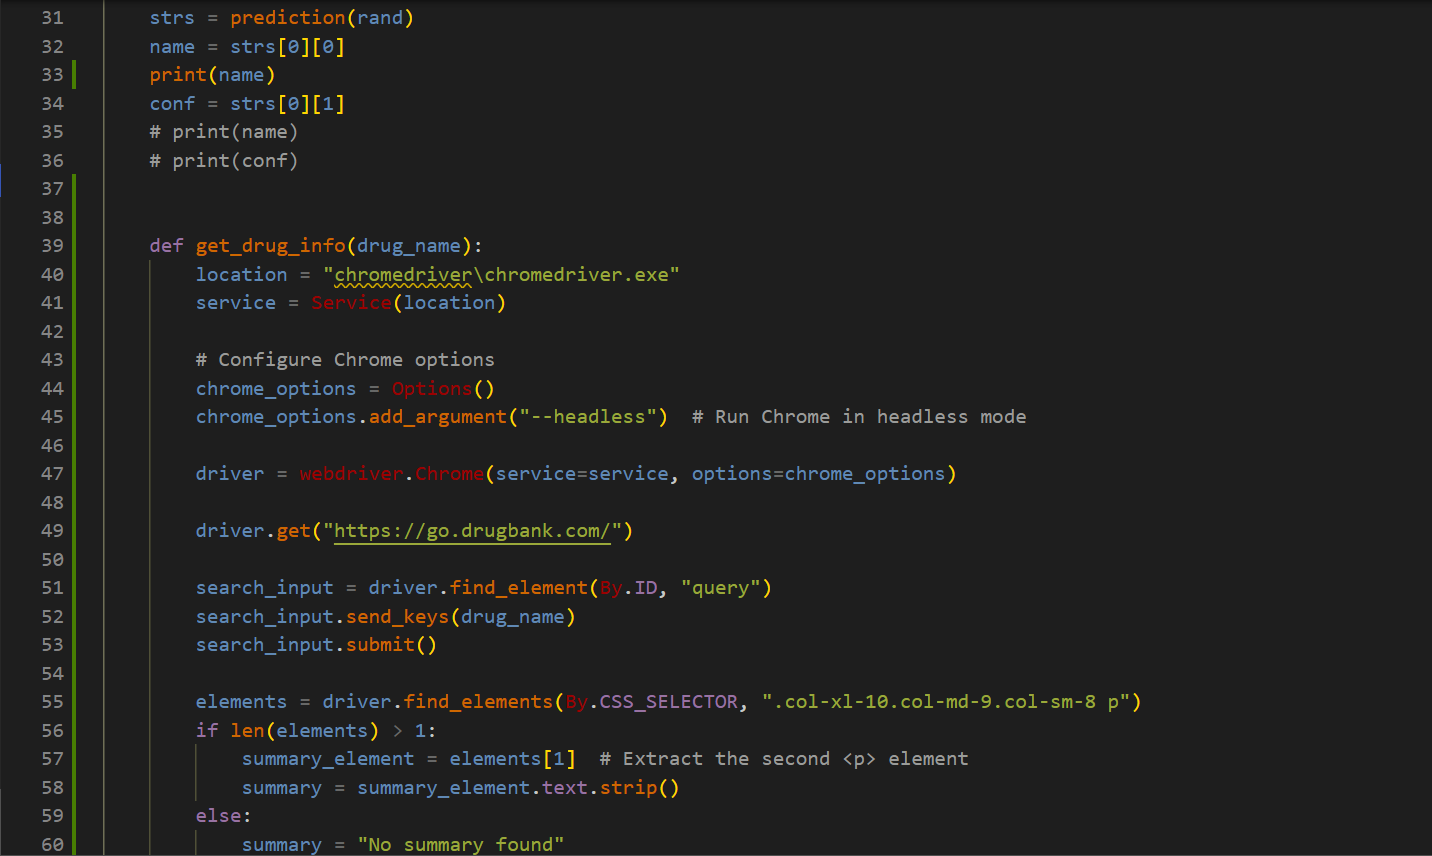 31 strs = prediction(rand)
32 name = strs[0][0]
33 print(name)
34 conf = strs[0][1]
35 # print(name)
36 # print(conf)
37
38
39 def get_drug_info(drug_name):
40 location = "chromedriver\chromedriver.exe"
41 service = Service(location)
42
43 # Configure Chrome options
44 chrome_options = Options()
45 chrome_options.add_argument("--headless")  # Run Chrome in headless mode
46
47 driver = webdriver.Chrome(service=service, options=chrome_options)
48
49 driver.get("https://go.drugbank.com/")
50
51 search_input = driver.find_element(By.ID, "query")
52 search_input.send_keys(drug_name)
53 search_input.submit()
54
55 elements = driver.find_elements(By.CSS_SELECTOR, ".col-xl-10.col-md-9.col-sm-8 p")
56 if len(elements) > 1:
57 summary_element = elements[1]  # Extract the second <p> element
58 summary = summary_element.text.strip()
59 else:
60 summary = "No summary found"